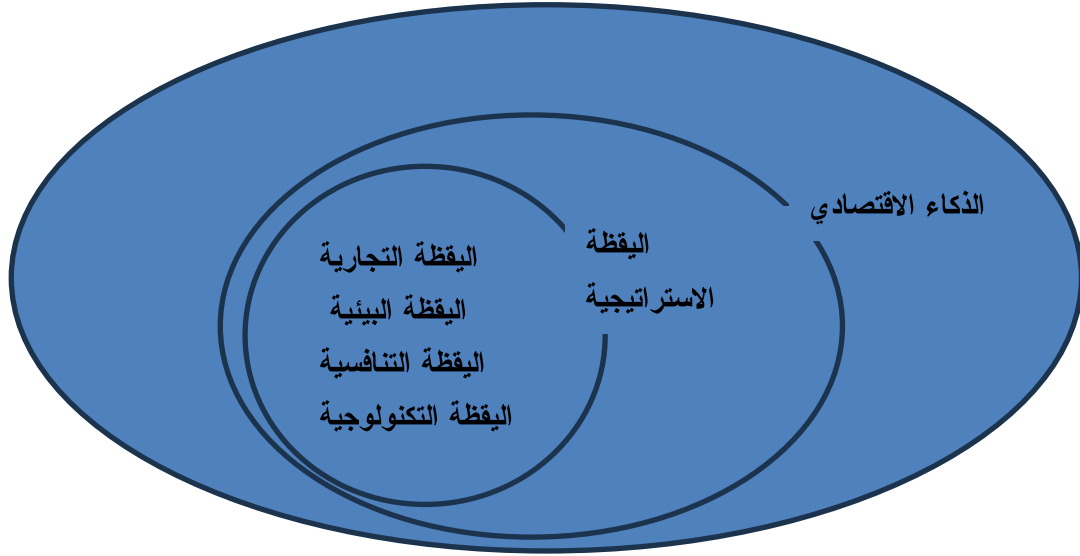 الذكاء الاقتصادي
اليقظة
الاستراتيجية
اليقظة التجارية
اليقظة البيئية
اليقظة التنافسية
اليقظة التكنولوجية